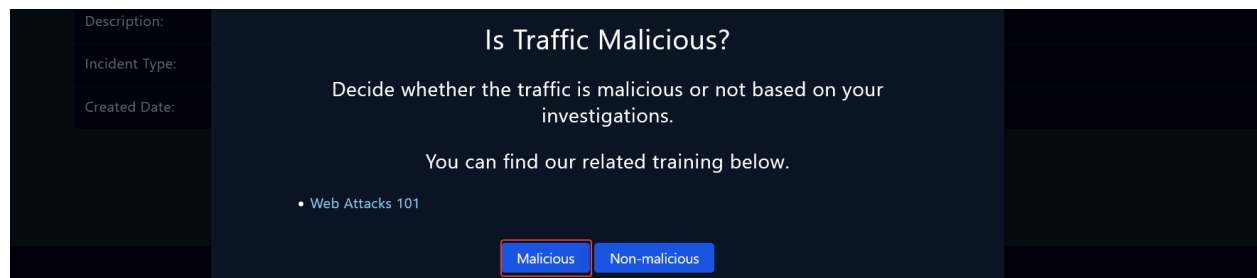 Description:
Is Traffic Malicious?
Incident Type:
Decide whether the traffic is malicious or not based on your
investigations.
Created Date:
You can find our related training below.
• Web Attacks 101
Malicious Non-malicious